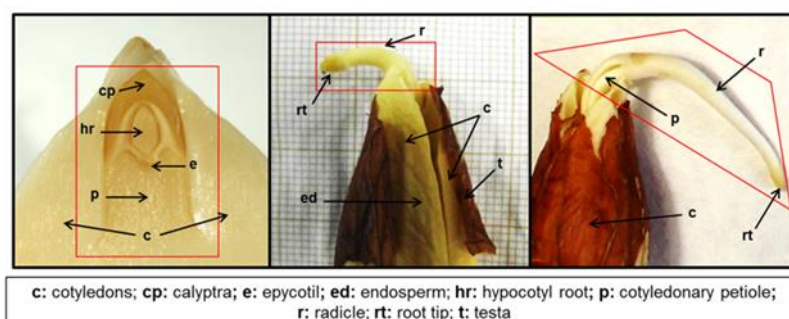 cp
hr
e
p
c
r
rt
c
t
ed
r
p
c
rt
c: cotyledons; cp: calyptra; e: epycotil; ed: endosperm; hr: hypocotyl root; p: cotyledonary petiole;
r: radicle; rt: root tip; t: testa